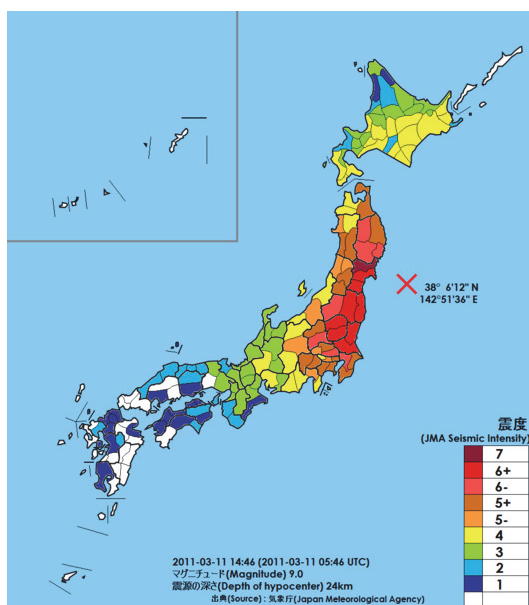 38° 6'12" N
142°51'36" E
震度
(JMA Seismic Intensity)
7
6+
6-
5+
5-
4
3
2
1
2011-03-11 14:46 (2011-03-11 05:46 UTC)
マグニチュード(Magnitude) 9.0
震源の深さ(Depth of hypocenter) 24km
出典(Source) : 気象庁(Japan Meteorological Agency)